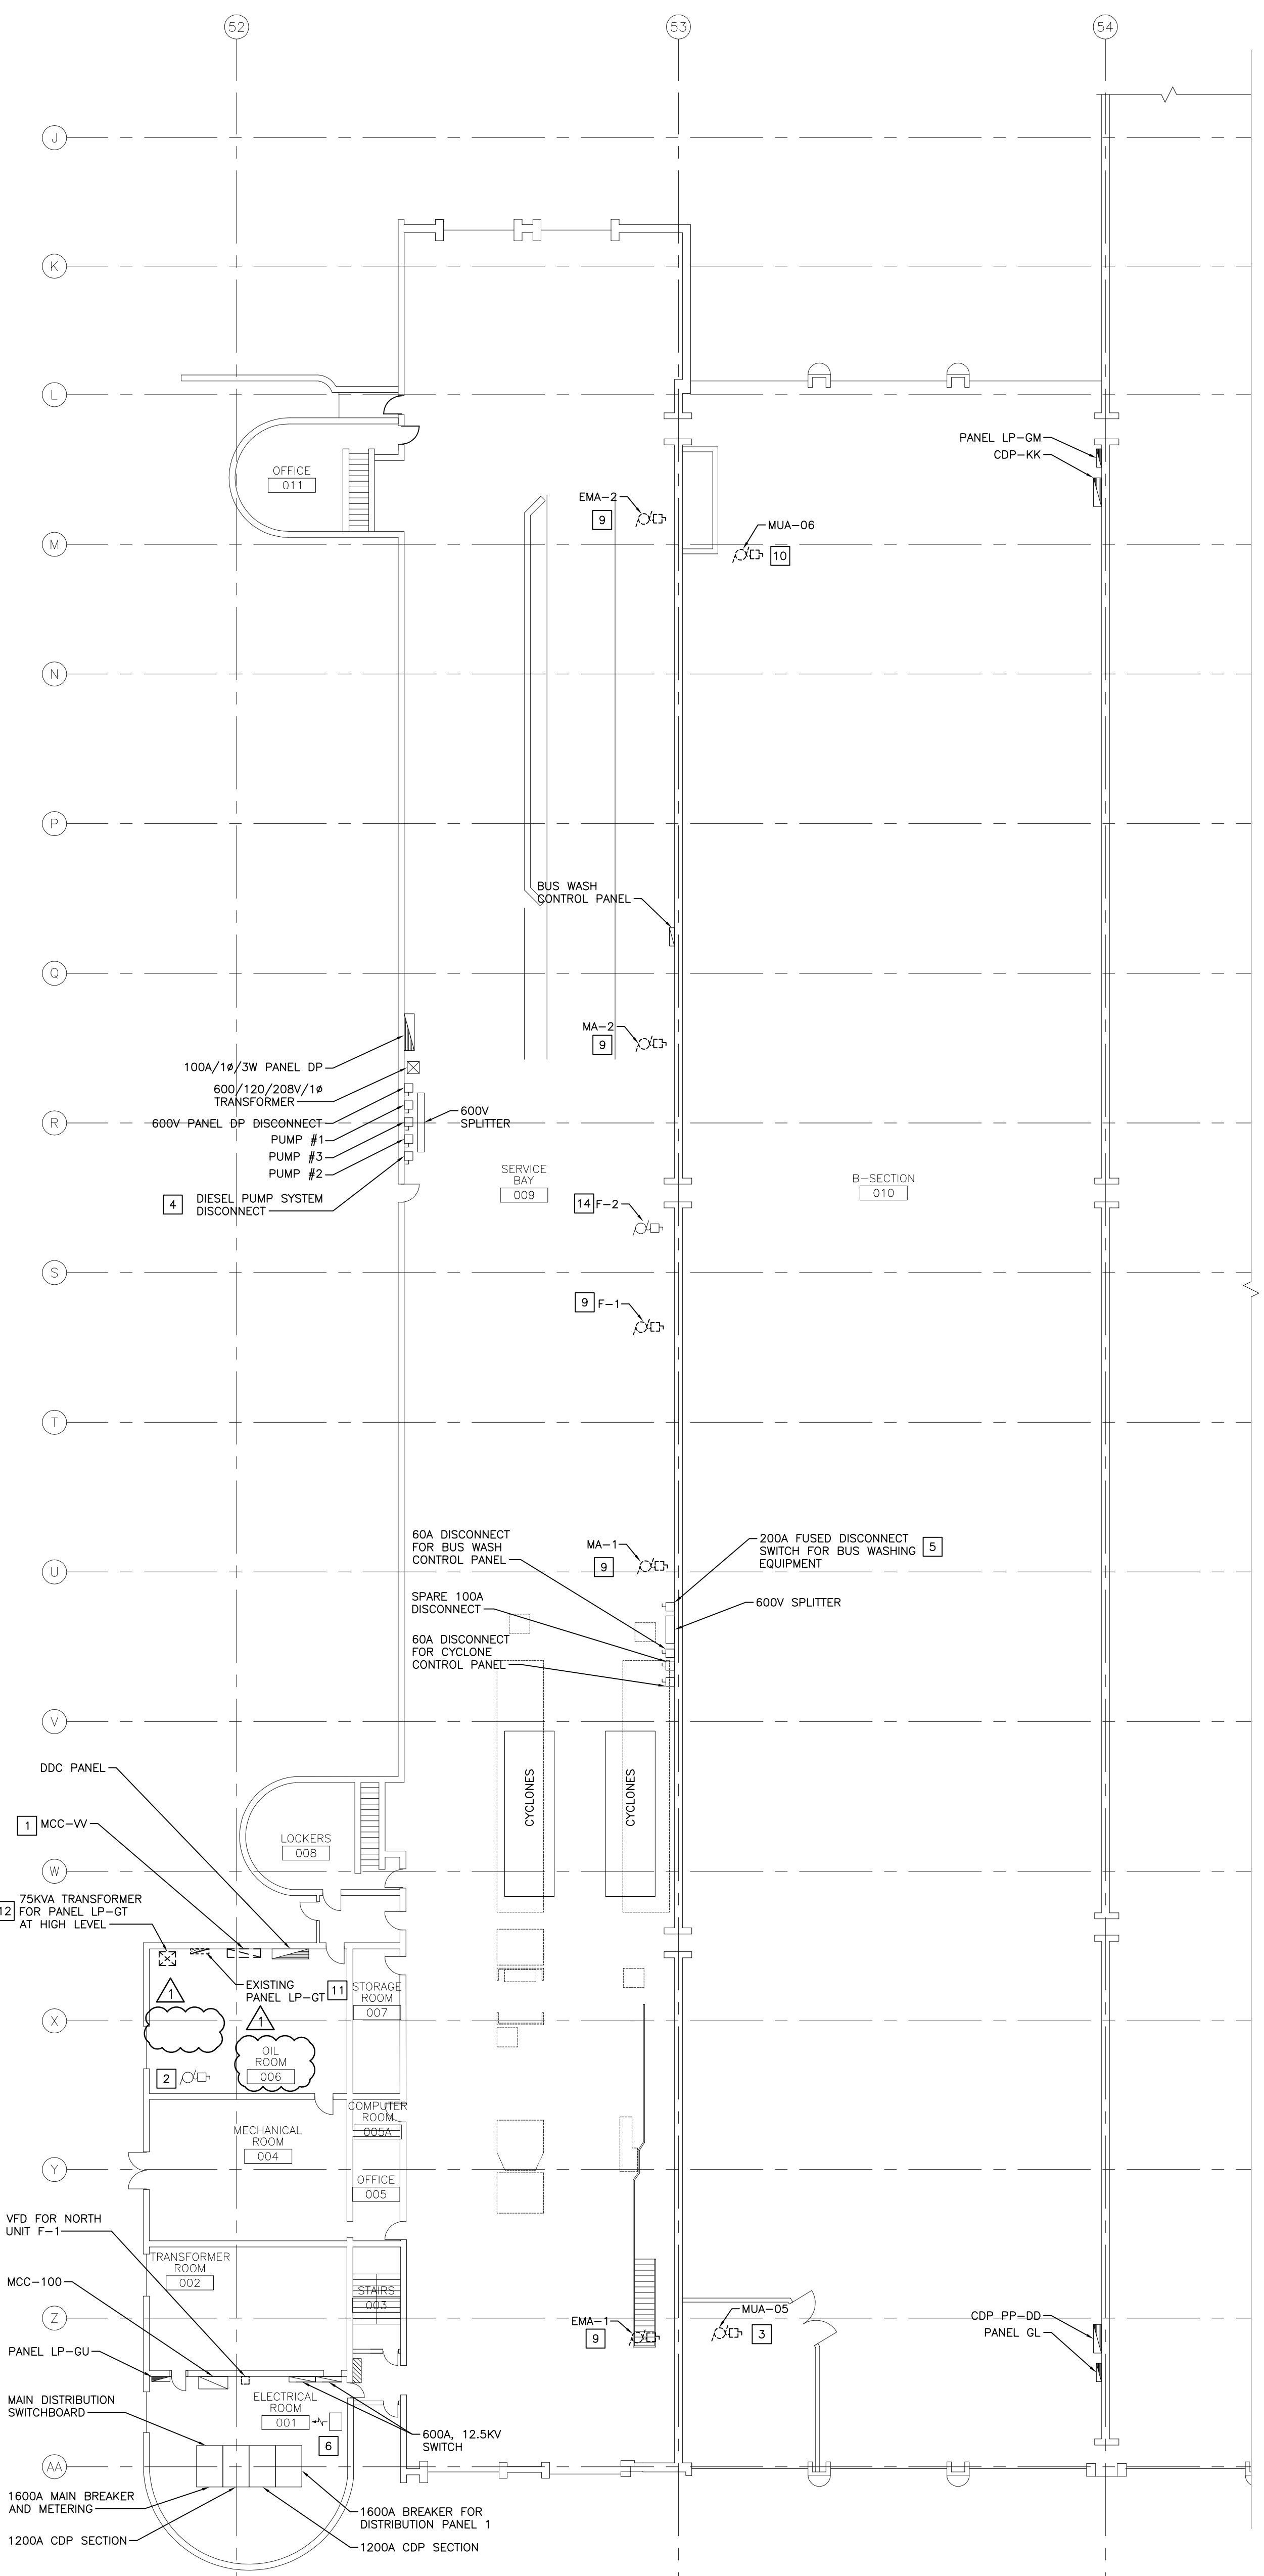 52
53
54
J
K
L
PANEL LP-GM
CDP-KK
OFFICE
011
EMA-2
9
MUA-06
10
M
N
P
BUS WASH
CONTROL PANEL
Q
MA-2
9
100A/1ø/3W PANEL DP
600/120/208V/1ø
TRANSFORMER
600V PANEL DP DISCONNECT
600V
SPLITTER
R
PUMP #1
PUMP #3
PUMP #2
4
DIESEL PUMP SYSTEM
DISCONNECT
SERVICE
BAY
009
B-SECTION
010
14
F-2
S
9
F-1
T
60A DISCONNECT
FOR BUS WASH
CONTROL PANEL
MA-1
9
200A FUSED DISCONNECT
SWITCH FOR BUS WASHING
EQUIPMENT
5
U
SPARE 100A
DISCONNECT
600V SPLITTER
60A DISCONNECT
FOR CYCLONE
CONTROL PANEL
V
DDC PANEL
CYCLONES
CYCLONES
1
MCC-VV
LOCKERS
008
W
12
75KVA TRANSFORMER
FOR PANEL LP-GT
AT HIGH LEVEL
EXISTING
PANEL LP-GT
11
STORAGE
ROOM
007
1
1
X
OIL
ROOM
006
2
COMPUTER
ROOM
005A
MECHANICAL
ROOM
004
Y
OFFICE
005
VFD FOR NORTH
UNIT F-1
TRANSFORMER
ROOM
002
MCC-100
STAIRS
003
Z
EMA-1
9
MUA-05
3
CDP PP-DD
PANEL GL
PANEL LP-GU
MAIN DISTRIBUTION
SWITCHBOARD
ELECTRICAL
ROOM
001
6
600A, 12.5KV
SWITCH
AA
1600A MAIN BREAKER
AND METERING
1600A BREAKER FOR
DISTRIBUTION PANEL 1
1200A CDP SECTION
1200A CDP SECTION